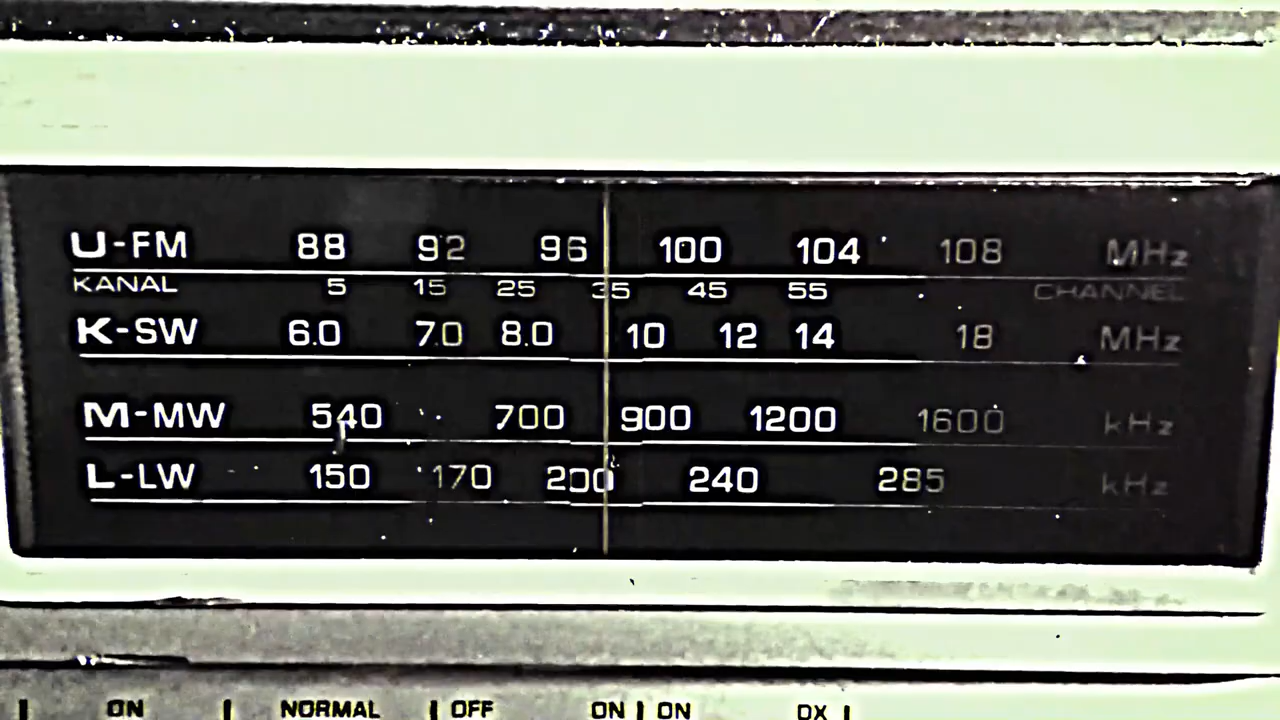 U-FM 88 92 96 100 104 108 MHz
KANAL 5 15 25 35 45 55 CHANNEL
K-SW 6.0 7.0 8.0 10 12 14 18 MHz
M-MW 540 700 900 1200 1600 kHz
L-LW 150 170 200 240 285 kHz
ON NORMAL OFF ON ON DX